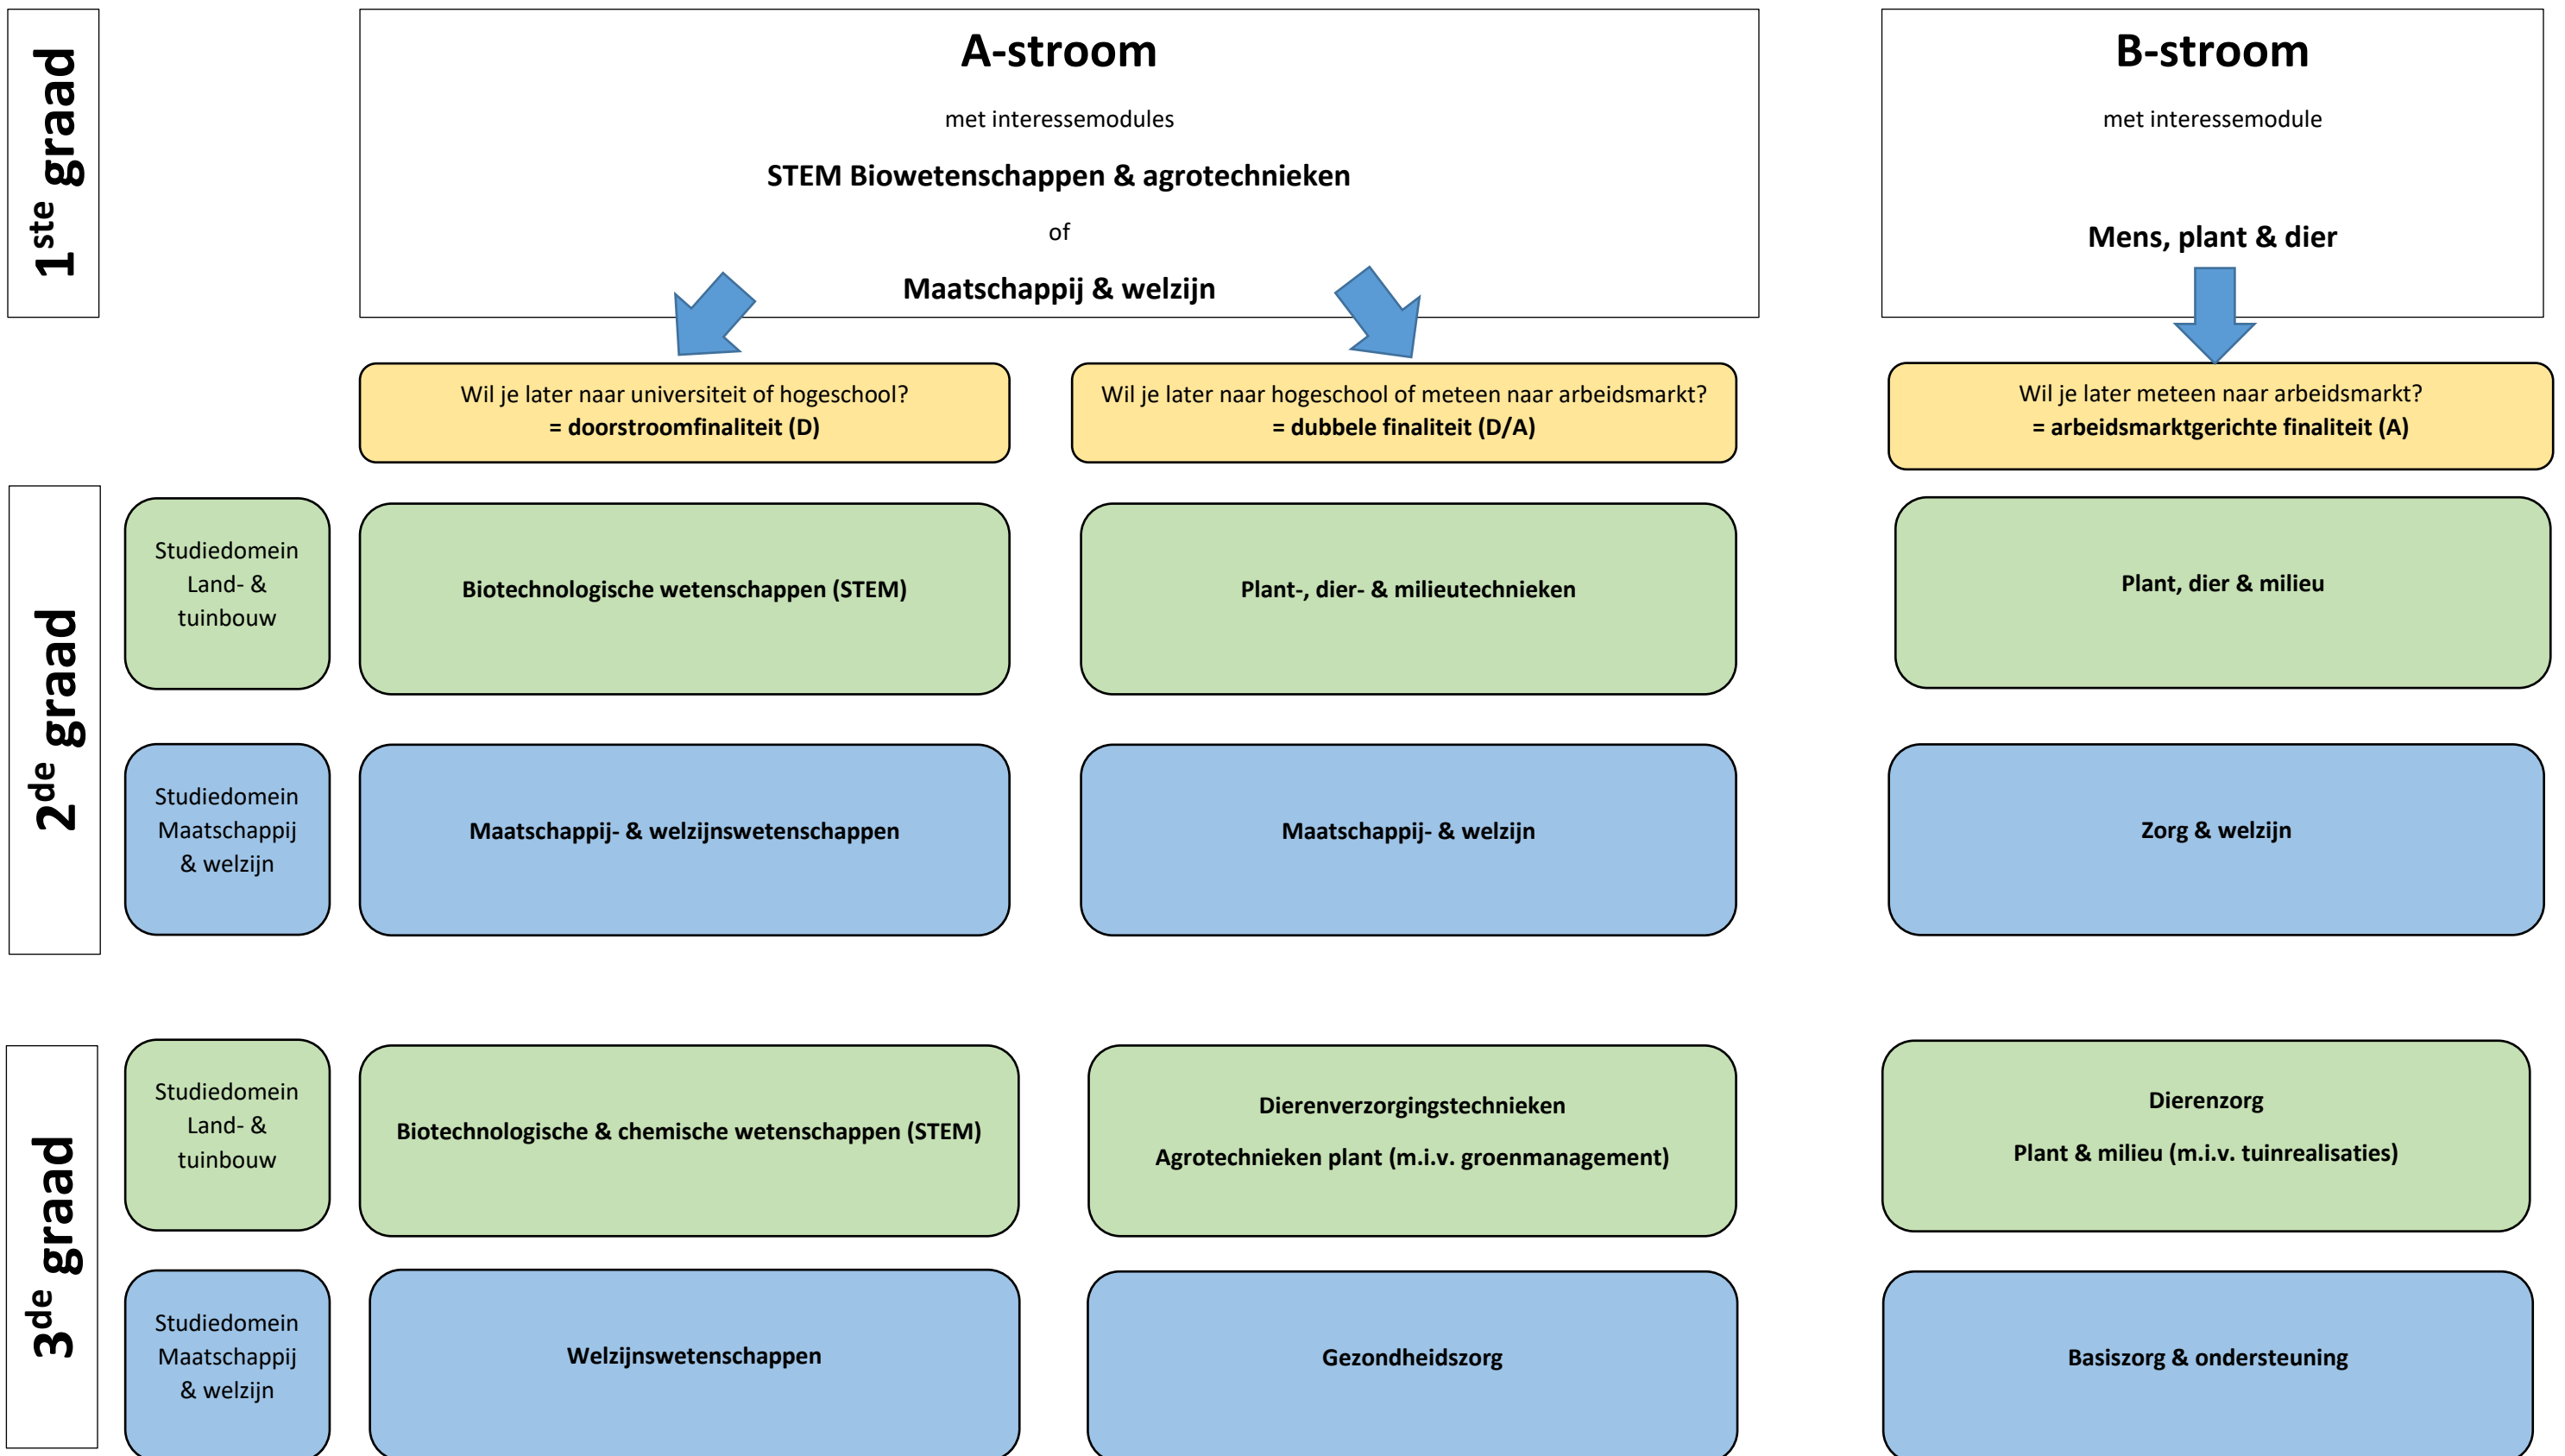 1ste graad
A-stroom
met interessemodules
STEM Biowetenschappen & agrotechnieken
of
Maatschappij & welzijn
B-stroom
met interessemodule
Mens, plant & dier
Wil je later naar universiteit of hogeschool?
= doorstroomfinaliteit (D)
Wil je later naar hogeschool of meteen naar arbeidsmarkt?
= dubbele finaliteit (D/A)
Wil je later meteen naar arbeidsmarkt?
= arbeidsmarktgerichte finaliteit (A)
2de graad
Studiedomein
Land- &
tuinbouw
Biotechnologische wetenschappen (STEM)
Plant-, dier- & milieutechnieken
Plant, dier & milieu
Studiedomein
Maatschappij
& welzijn
Maatschappij- & welzijnswetenschappen
Maatschappij- & welzijn
Zorg & welzijn
3de graad
Studiedomein
Land- &
tuinbouw
Biotechnologische & chemische wetenschappen (STEM)
Dierenverzorgingstechnieken
Agrotechnieken plant (m.i.v. groenmanagement)
Dierenzorg
Plant & milieu (m.i.v. tuinrealisaties)
Studiedomein
Maatschappij
& welzijn
Welzijnswetenschappen
Gezondheidszorg
Basiszorg & ondersteuning